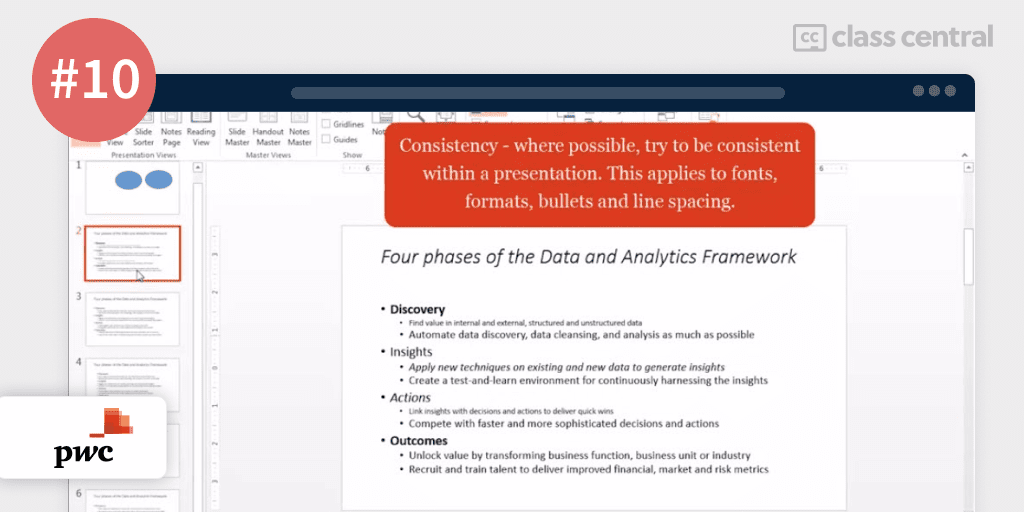 #10
cc class central
View
Slide Sorter
Notes Page
Reading View
Presentation Views
Slide Master
Handout Master
Notes Master
Master Views
Gridlines
Guides
Show
Consistency - where possible, try to be consistent
within a presentation. This applies to fonts,
formats, bullets and line spacing.
6
6
1
2
3
4
6
Four phases of the Data and Analytics Framework
• Discovery
• Find value in internal and external, structured and unstructured data
• Automate data discovery, data cleansing, and analysis as much as possible
• Insights
• Apply new techniques on existing and new data to generate insights
• Create a test-and-learn environment for continuously harnessing the insights
• Actions
• Link insights with decisions and actions to deliver quick wins
• Compete with faster and more sophisticated decisions and actions
• Outcomes
• Unlock value by transforming business function, business unit or industry
• Recruit and train talent to deliver improved financial, market and risk metrics
pwc